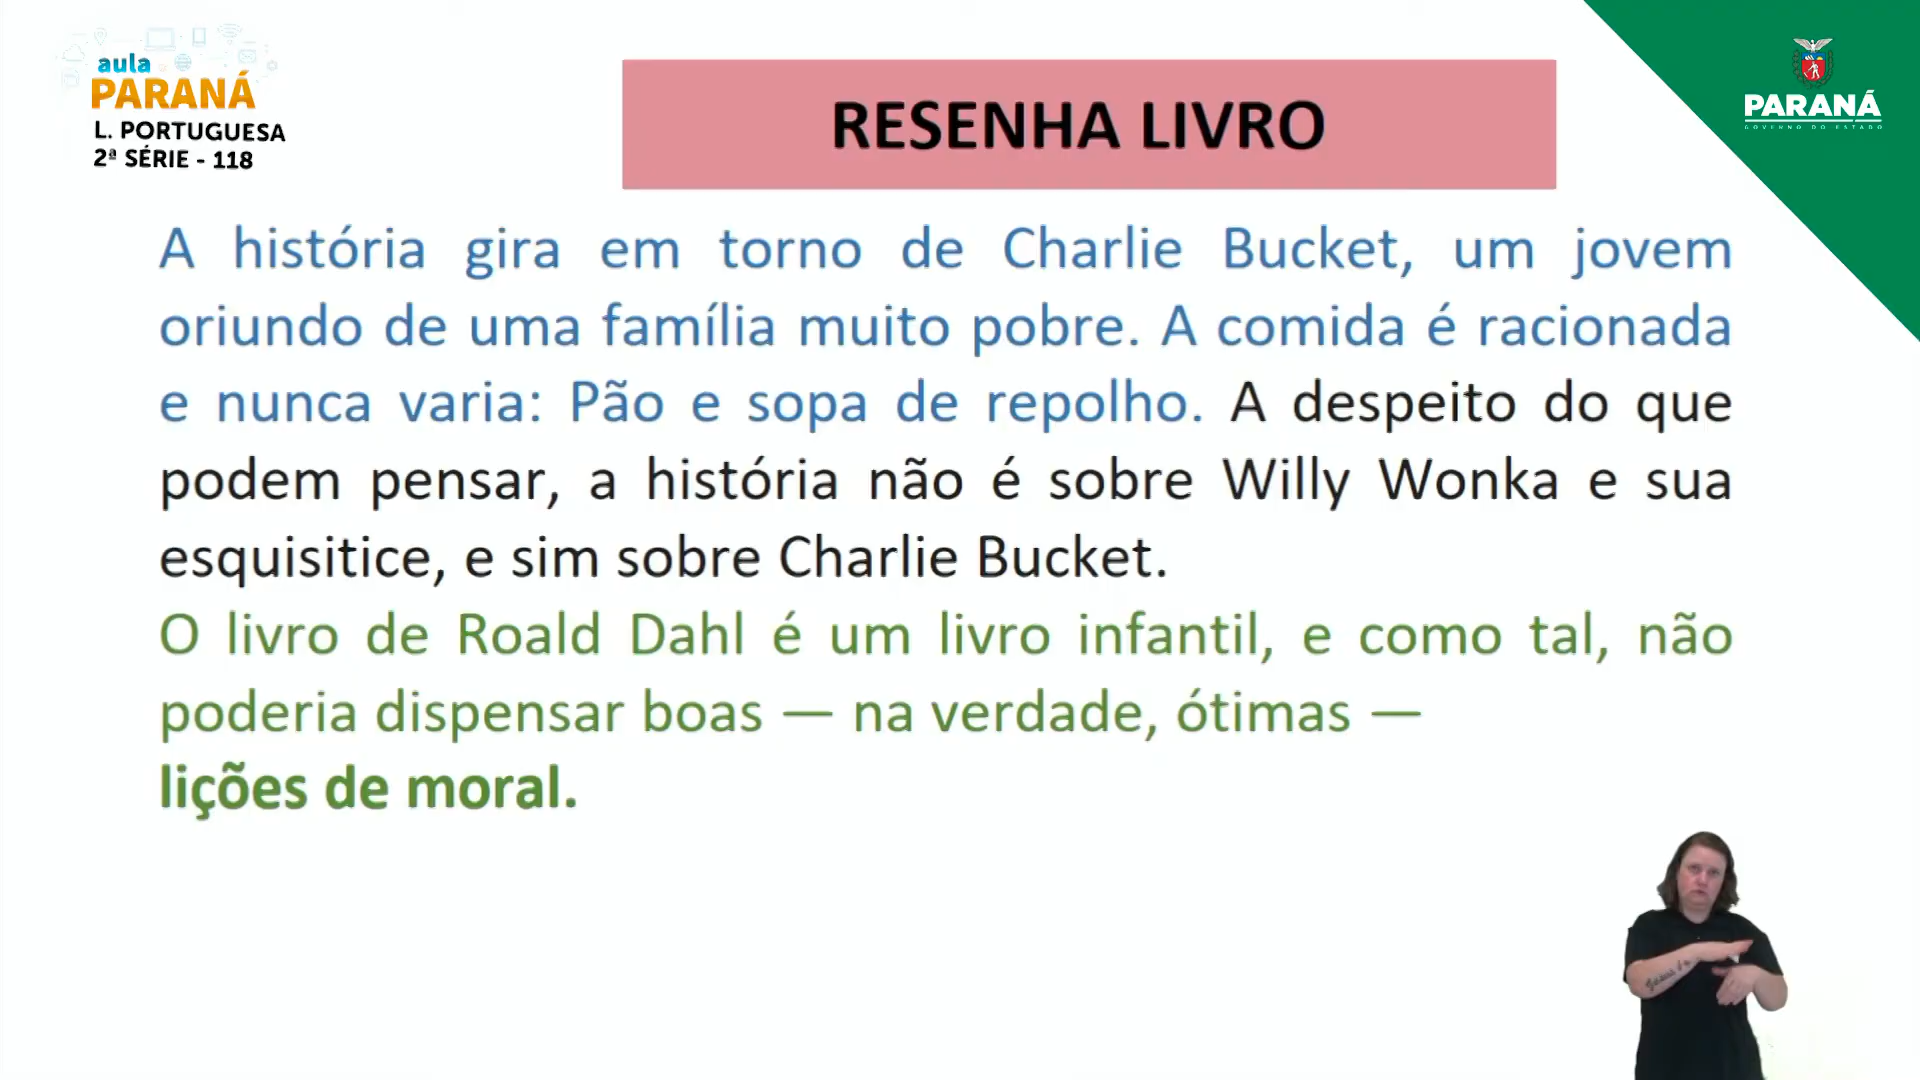 aula
PARANÁ
L. PORTUGUESA
2ª SÉRIE - 118
RESENHA LIVRO
PARANÁ
GOVERNO DO ESTADO
A história gira em torno de Charlie Bucket, um jovem
oriundo de uma família muito pobre. A comida é racionada
e nunca varia: Pão e sopa de repolho. A despeito do que
podem pensar, a história não é sobre Willy Wonka e sua
esquisitice, e sim sobre Charlie Bucket.
O livro de Roald Dahl é um livro infantil, e como tal, não
poderia dispensar boas — na verdade, ótimas —
lições de moral.